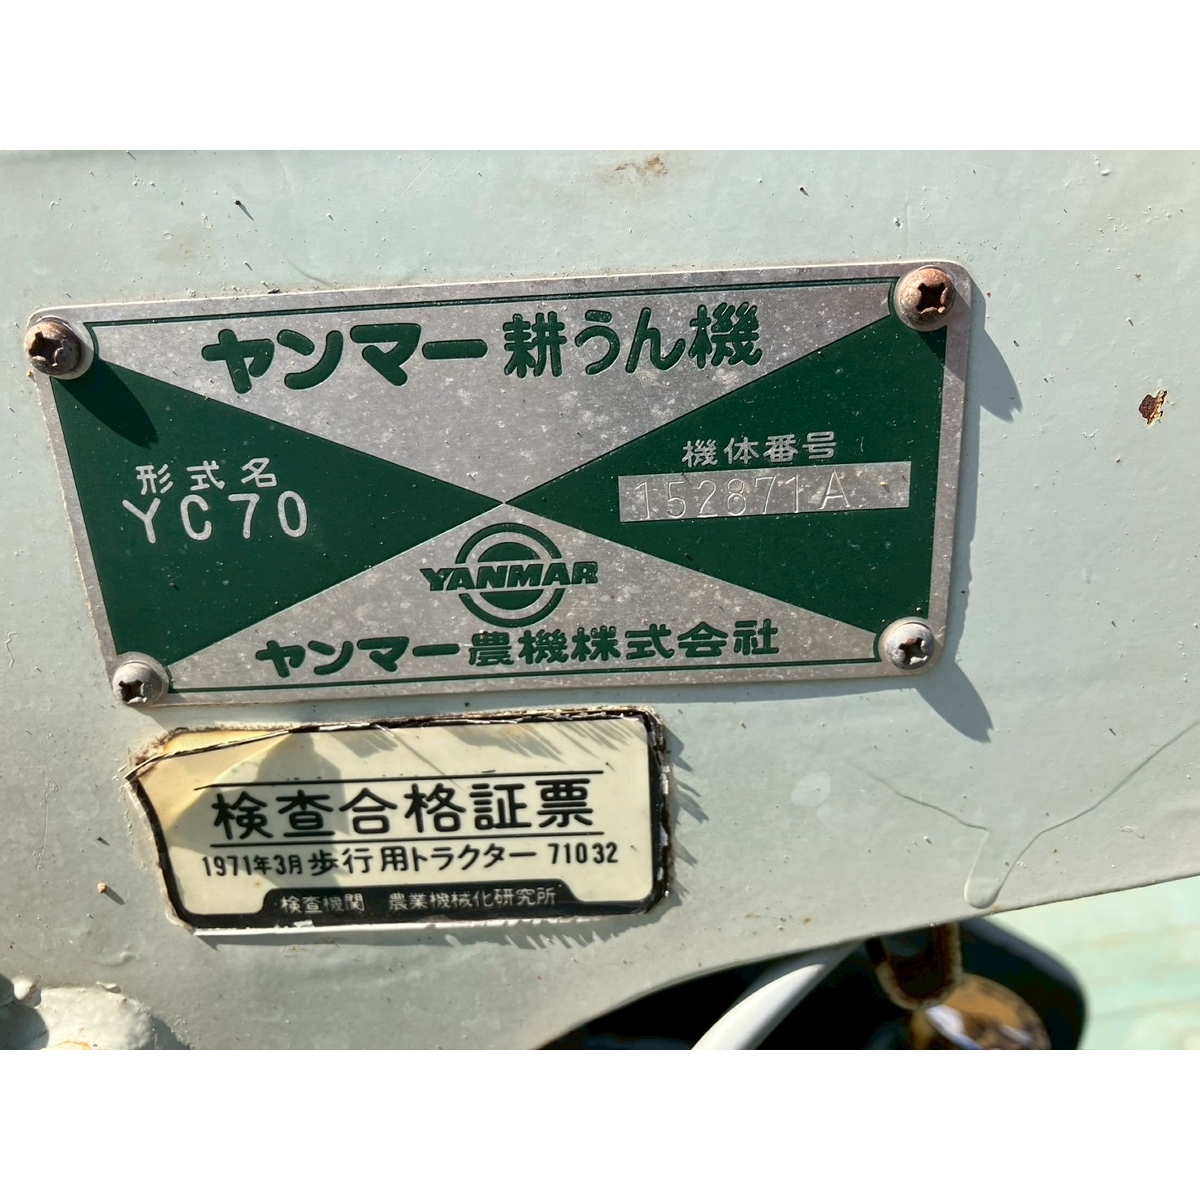 ヤンマー耕うん機
形式名
YC70
機体番号
152871A
YANMAR
ヤンマー農機株式会社
検査合格証票
1971年3月歩行用トラクター 71032
検査機関 農業機械化研究所